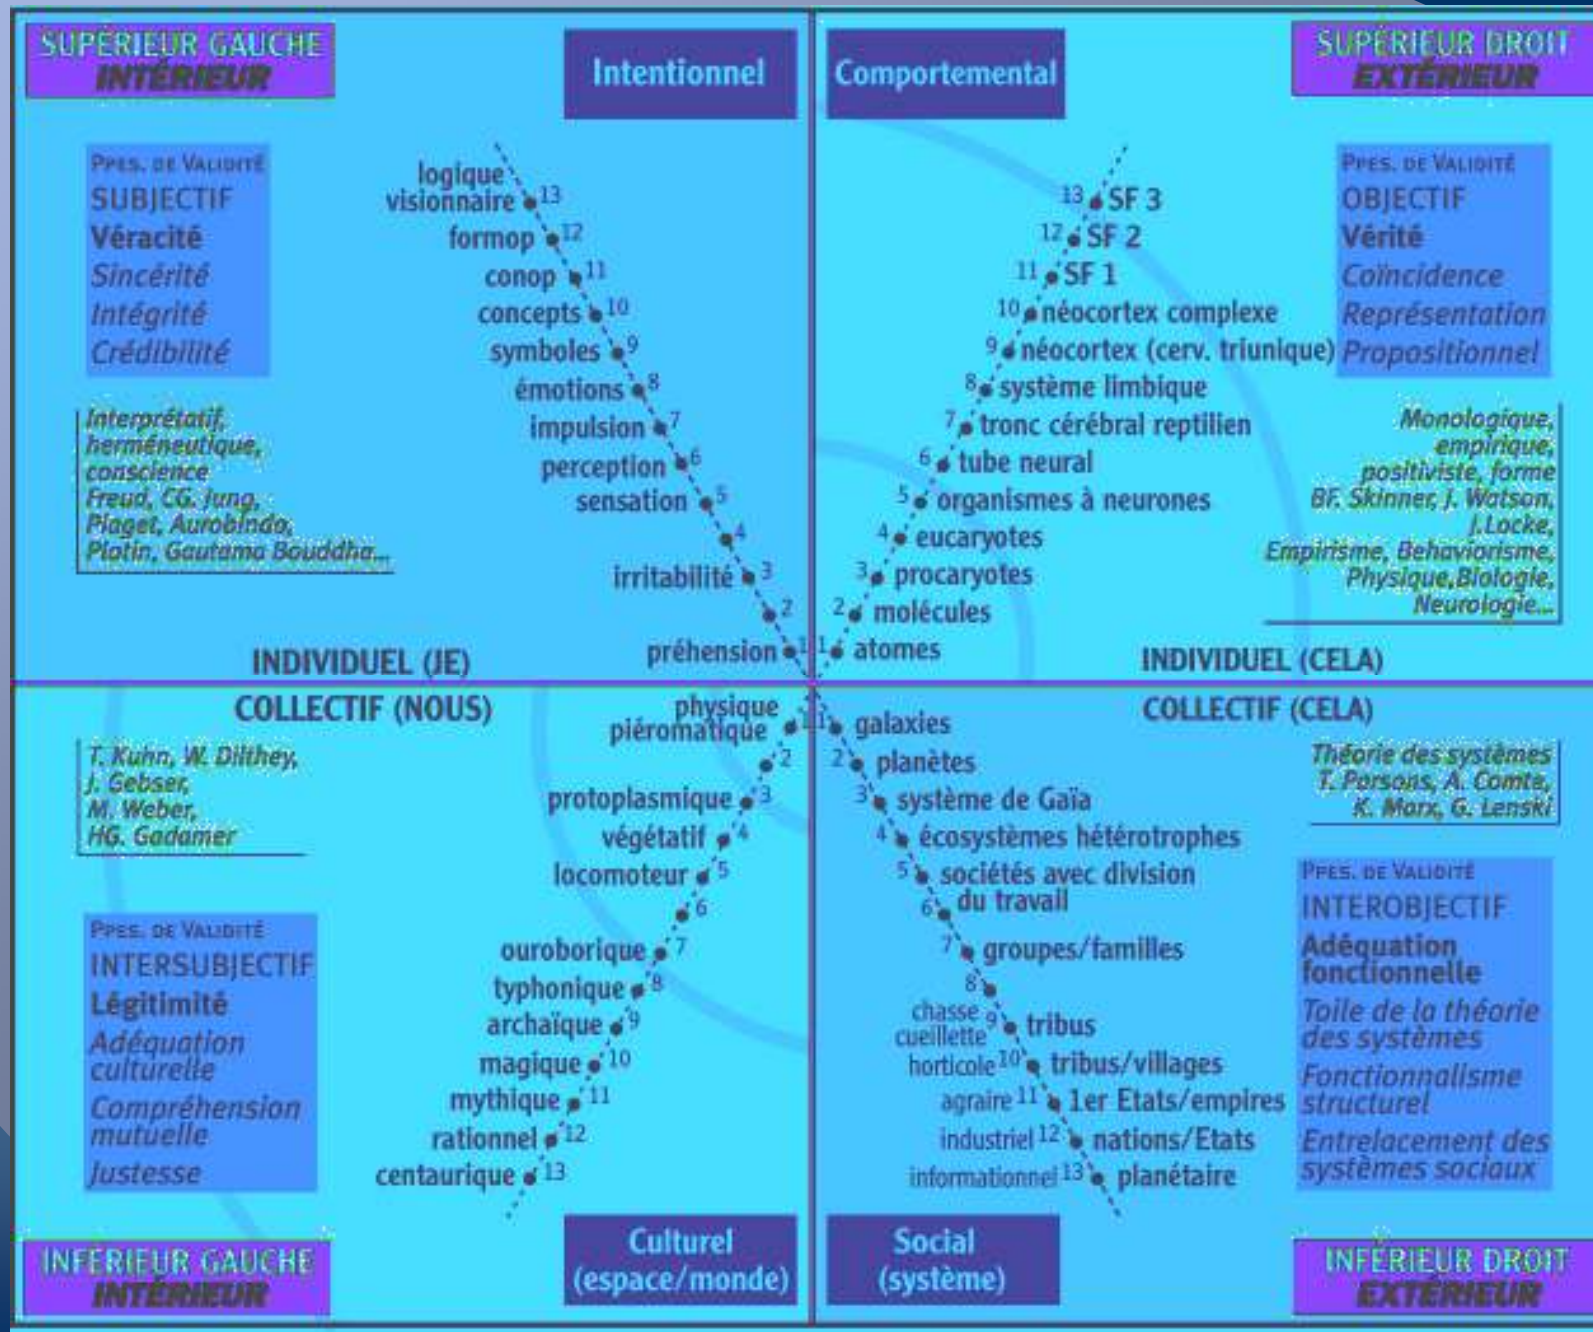 SUPÉRIEUR GAUCHE
INTÉRIEUR
Intentionnel
PPES. DE VALIDITÉ
SUBJECTIF
Véracité
Sincérité
Intégrité
Crédibilité
Interprétatif,
herméneutique,
conscience
Freud, CG. Jung,
Piaget, Aurobindo,
Plotin, Gautama Bouddha...
logique
visionnaire 13
formop 12
conop 11
concepts 10
symboles 9
émotions 8
impulsion 7
perception 6
sensation 5
4
irritabilité 3
2
préhension 1
INDIVIDUEL (JE)
Comportemental
SUPÉRIEUR DROIT
EXTÉRIEUR
13 SF 3
12 SF 2
11 SF 1
10 néocortex complexe
9 néocortex (cerv. triunique)
8 système limbique
7 tronc cérébral reptilien
6 tube neural
5 organismes à neurones
4 eucaryotes
3 procaryotes
2 molécules
1 atomes
PPES. DE VALIDITÉ
OBJECTIF
Vérité
Coïncidence
Représentation
Propositionnel
Monologique,
empirique,
positiviste, forme
BF. Skinner, J. Watson,
J.Locke,
Empirisme, Behaviorisme,
Physique,Biologie,
Neurologie...
INDIVIDUEL (CELA)
COLLECTIF (NOUS)
T. Kuhn, W. Dilthey,
J. Gebser,
M. Weber,
HG. Gadamer
PPES. DE VALIDITÉ
INTERSUBJECTIF
Légitimité
Adéquation
culturelle
Compréhension
mutuelle
Justesse
physique
piéromatique 1
2
protoplasmique 3
végétatif 4
locomoteur 5
6
ouroborique 7
typhonique 8
archaïque 9
magique 10
mythique 11
rationnel 12
centaurique 13
INFÉRIEUR GAUCHE
INTÉRIEUR
Culturel
(espace/monde)
COLLECTIF (CELA)
1 galaxies
2 planètes
3 système de Gaïa
4 écosystèmes hétérotrophes
5 sociétés avec division
6 du travail
7 groupes/familles
8
chasse
cueillette 9 tribus
horticole 10 tribus/villages
agraire 11 1er Etats/empires
industriel 12 nations/Etats
informationnel 13 planétaire
Théorie des systèmes
T. Parsons, A. Comte,
K. Marx, G. Lenski
PPES. DE VALIDITÉ
INTEROBJECTIF
Adéquation
fonctionnelle
Toile de la théorie
des systèmes
Fonctionnalisme
structurel
Entrelacement des
systèmes sociaux
Social
(système)
INFÉRIEUR DROIT
EXTÉRIEUR